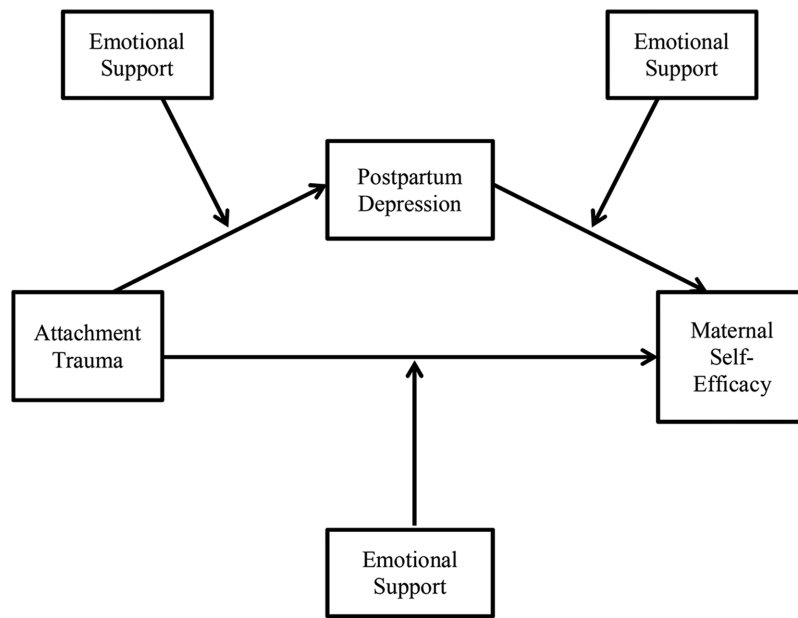 Emotional
Support
Emotional
Support
Postpartum
Depression
Attachment
Trauma
Maternal
Self-
Efficacy
Emotional
Support